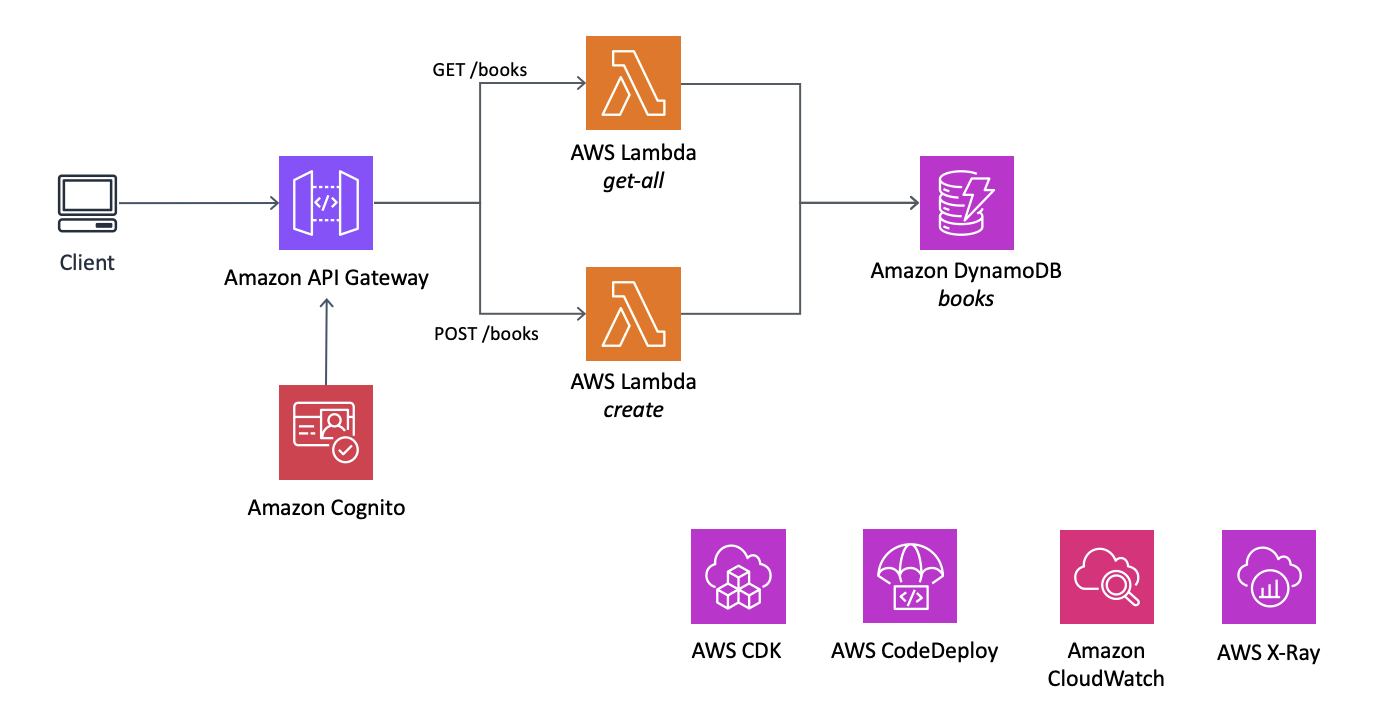 GET /books
AWS Lambda
get-all
Client
Amazon API Gateway
Amazon DynamoDB
books
POST /books
AWS Lambda
create
Amazon Cognito
AWS CDK
AWS CodeDeploy
Amazon
CloudWatch
AWS X-Ray